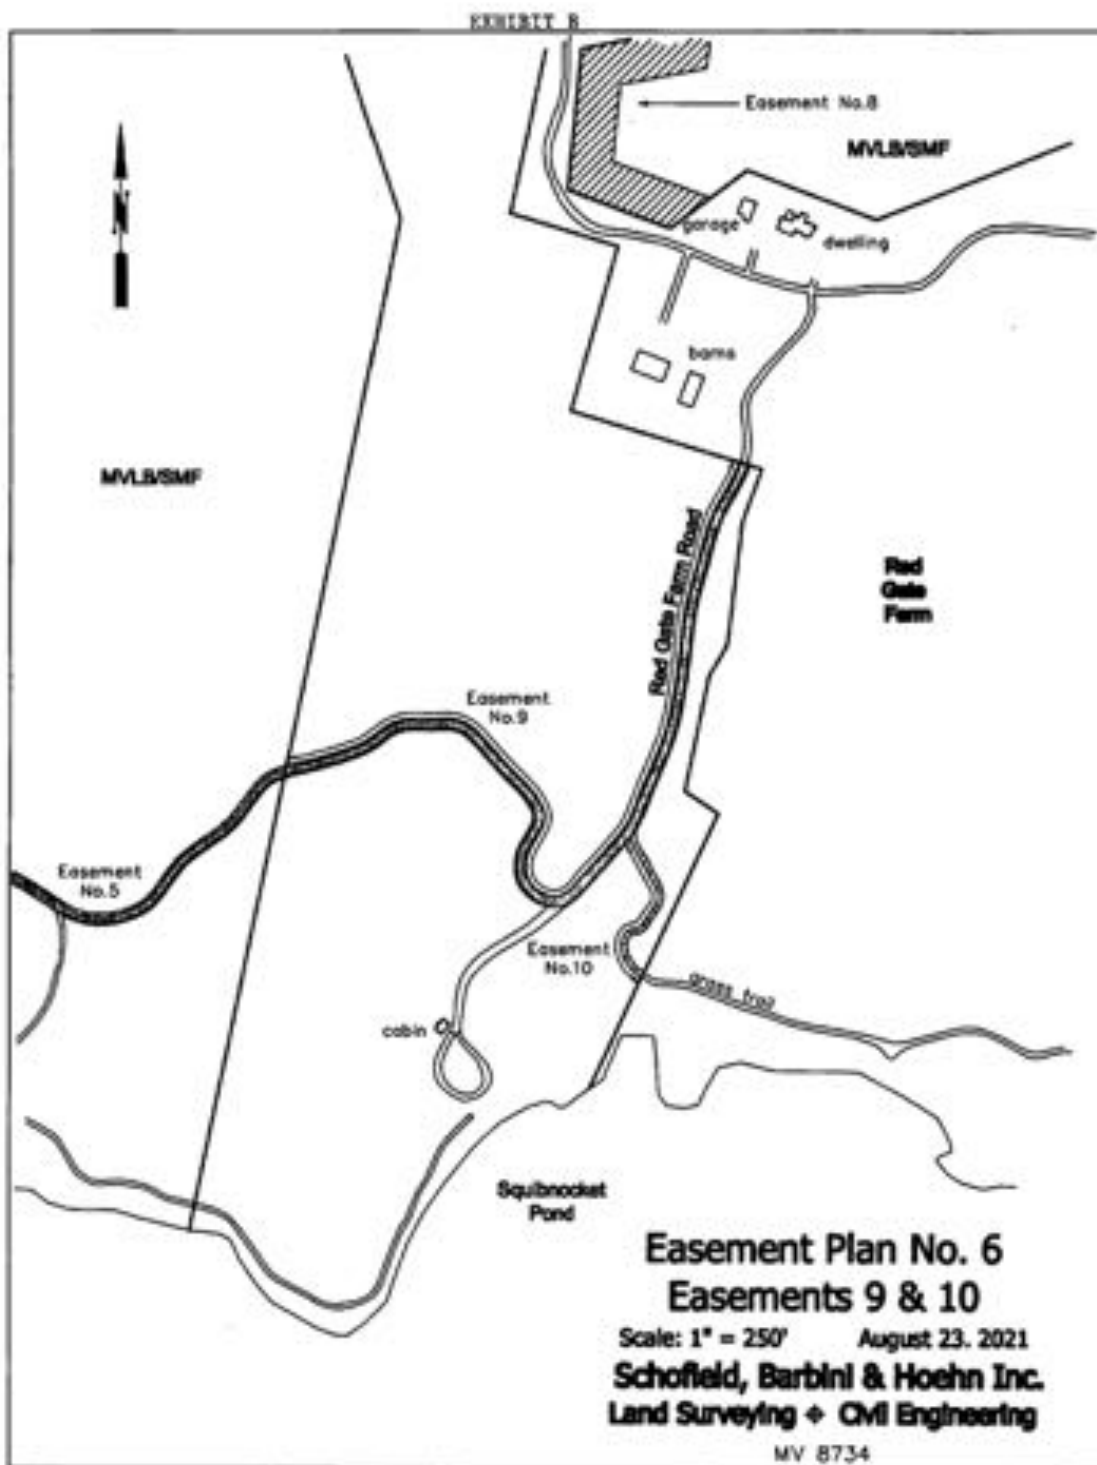 EXHIBIT B
Easement No.8
MVLB/SMF
N
garage
dwelling
barns
MVLB/SMF
Red Gate Farm Road
Red
Gate
Farm
Easement
No.9
Easement
No.5
Easement
No.10
grass trail
cabin
Squibnocket
Pond
Easement Plan No. 6
Easements 9 & 10
Scale: 1" = 250' August 23. 2021
Schofield, Barbini & Hoehn Inc.
Land Surveying ⌖ Civil Engineering
MV 8734